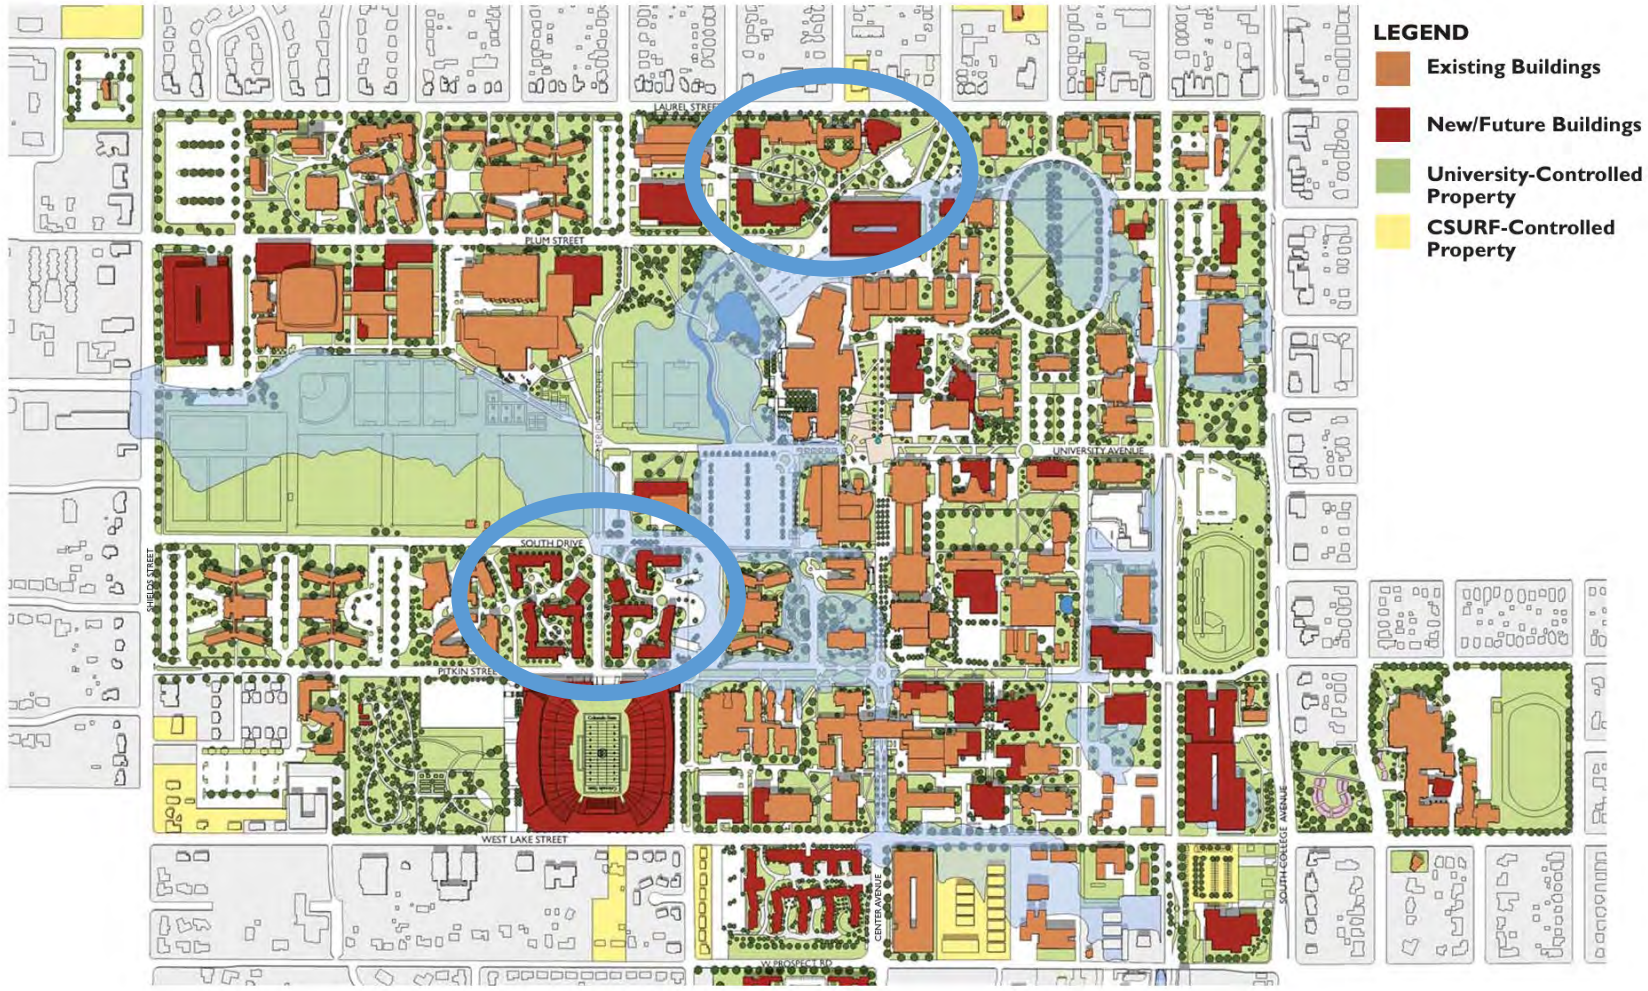 LEGEND
Existing Buildings
New/Future Buildings
University-Controlled
Property
CSURF-Controlled
Property
LAUREL STREET
PLUM STREET
UNIVERSITY AVENUE
SOUTH DRIVE
SHIELDS STREET
PITKIN STREE
WEST LAKE STREET
SOUTH COLLEGE AVENUE
CENTER AVENUE
W PROSPECT RD